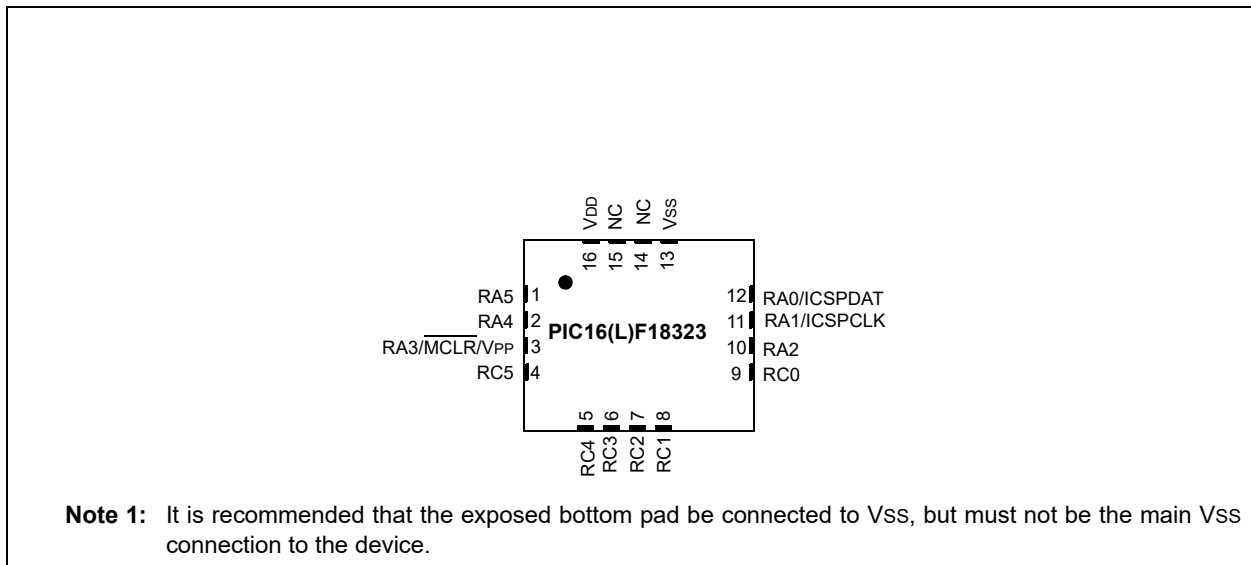 VDD
NC
NC
VSS
16
15
14
13
RA5 1
RA4 2
RA3/MCLR/VPP 3
RC5 4
PIC16(L)F18323
12 RA0/ICSPDAT
11 RA1/ICSPCLK
10 RA2
9 RC0
5
6
7
8
RC4
RC3
RC2
RC1
Note 1: It is recommended that the exposed bottom pad be connected to VSS, but must not be the main VSS
connection to the device.